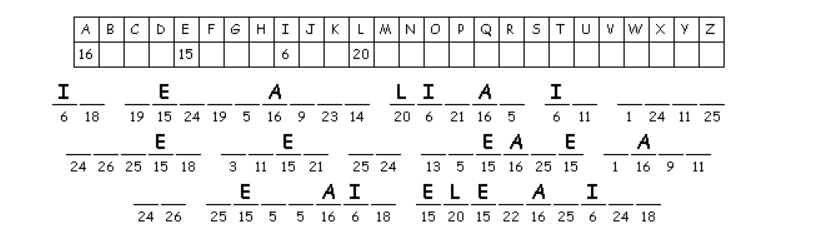 A B C D E F G H I J K L M N O P Q R S T U V W X Y Z
16 15 6 20
I E A L I A I
6 18 19 15 24 19 5 16 9 23 14 20 6 21 16 5 6 11 1 24 11 25
E E E A E A
24 26 25 15 18 3 11 15 21 25 24 13 5 15 16 25 15 1 16 9 11
E A I E L E A I
24 26 25 15 5 5 16 6 18 15 20 15 22 16 25 6 24 18